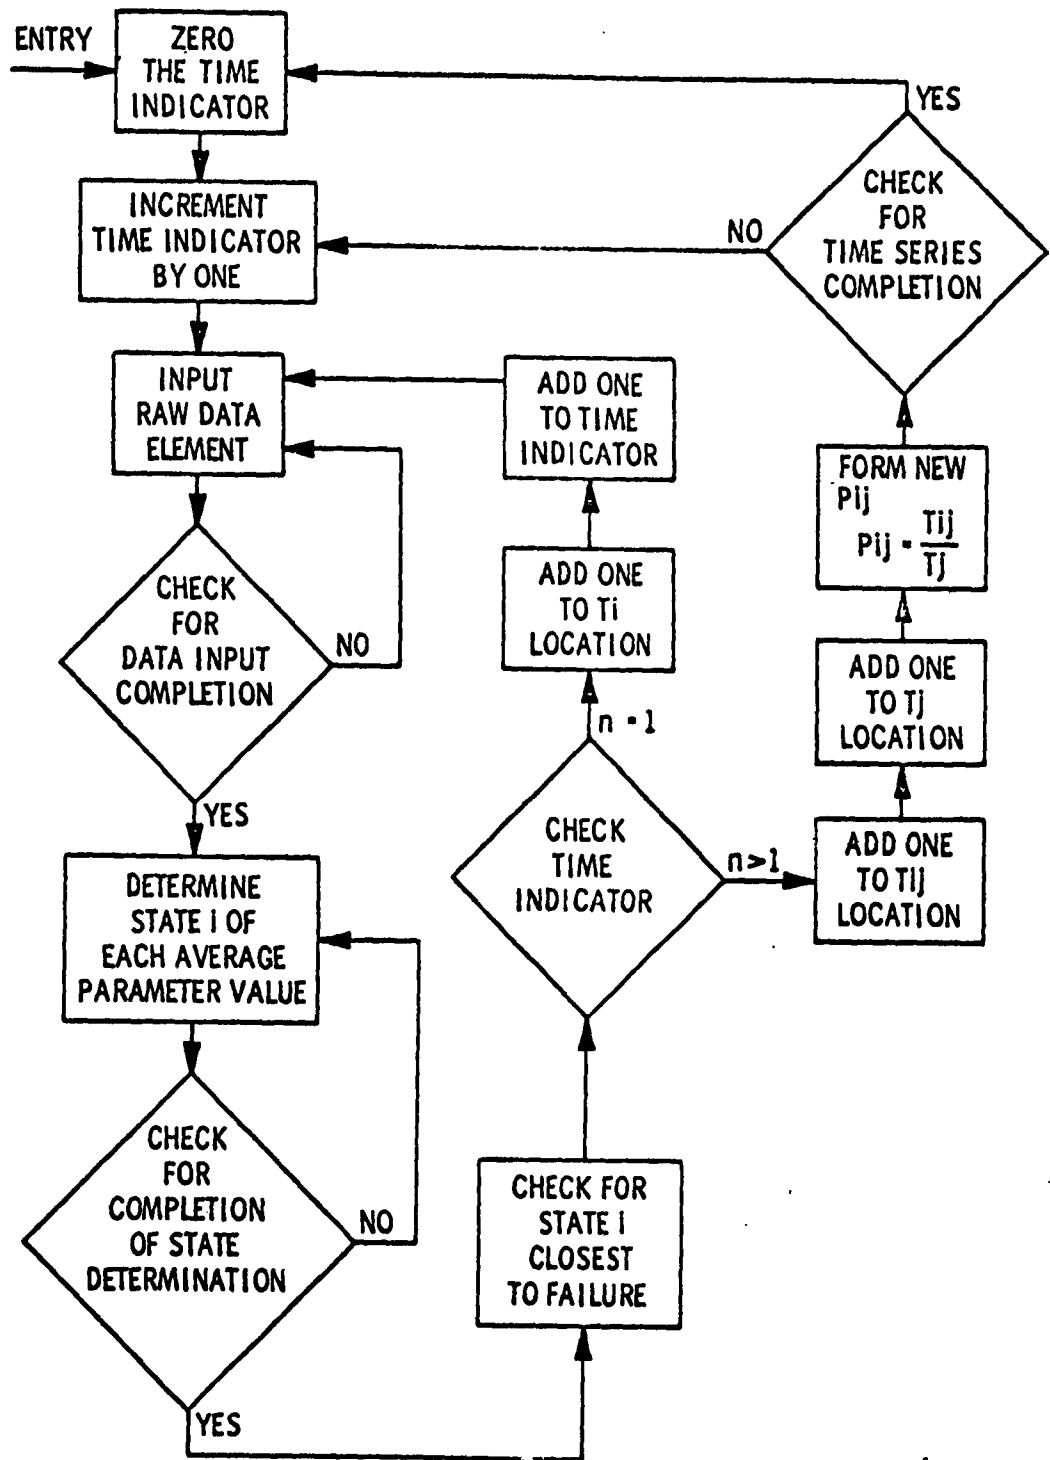 ENTRY
ZERO
THE TIME
INDICATOR
INCREMENT
TIME INDICATOR
BY ONE
INPUT
RAW DATA
ELEMENT
CHECK
FOR
DATA INPUT
COMPLETION
NO
YES
DETERMINE
STATE i OF
EACH AVERAGE
PARAMETER VALUE
CHECK
FOR
COMPLETION
OF STATE
DETERMINATION
NO
YES
CHECK FOR
STATE i
CLOSEST
TO FAILURE
CHECK
TIME
INDICATOR
n = 1
ADD ONE
TO Ti
LOCATION
ADD ONE
TO TIME
INDICATOR
n>1
ADD ONE
TO Tij
LOCATION
ADD ONE
TO Tj
LOCATION
FORM NEW
Pij
Pij = Tij
Tj
CHECK
FOR
TIME SERIES
COMPLETION
NO
YES